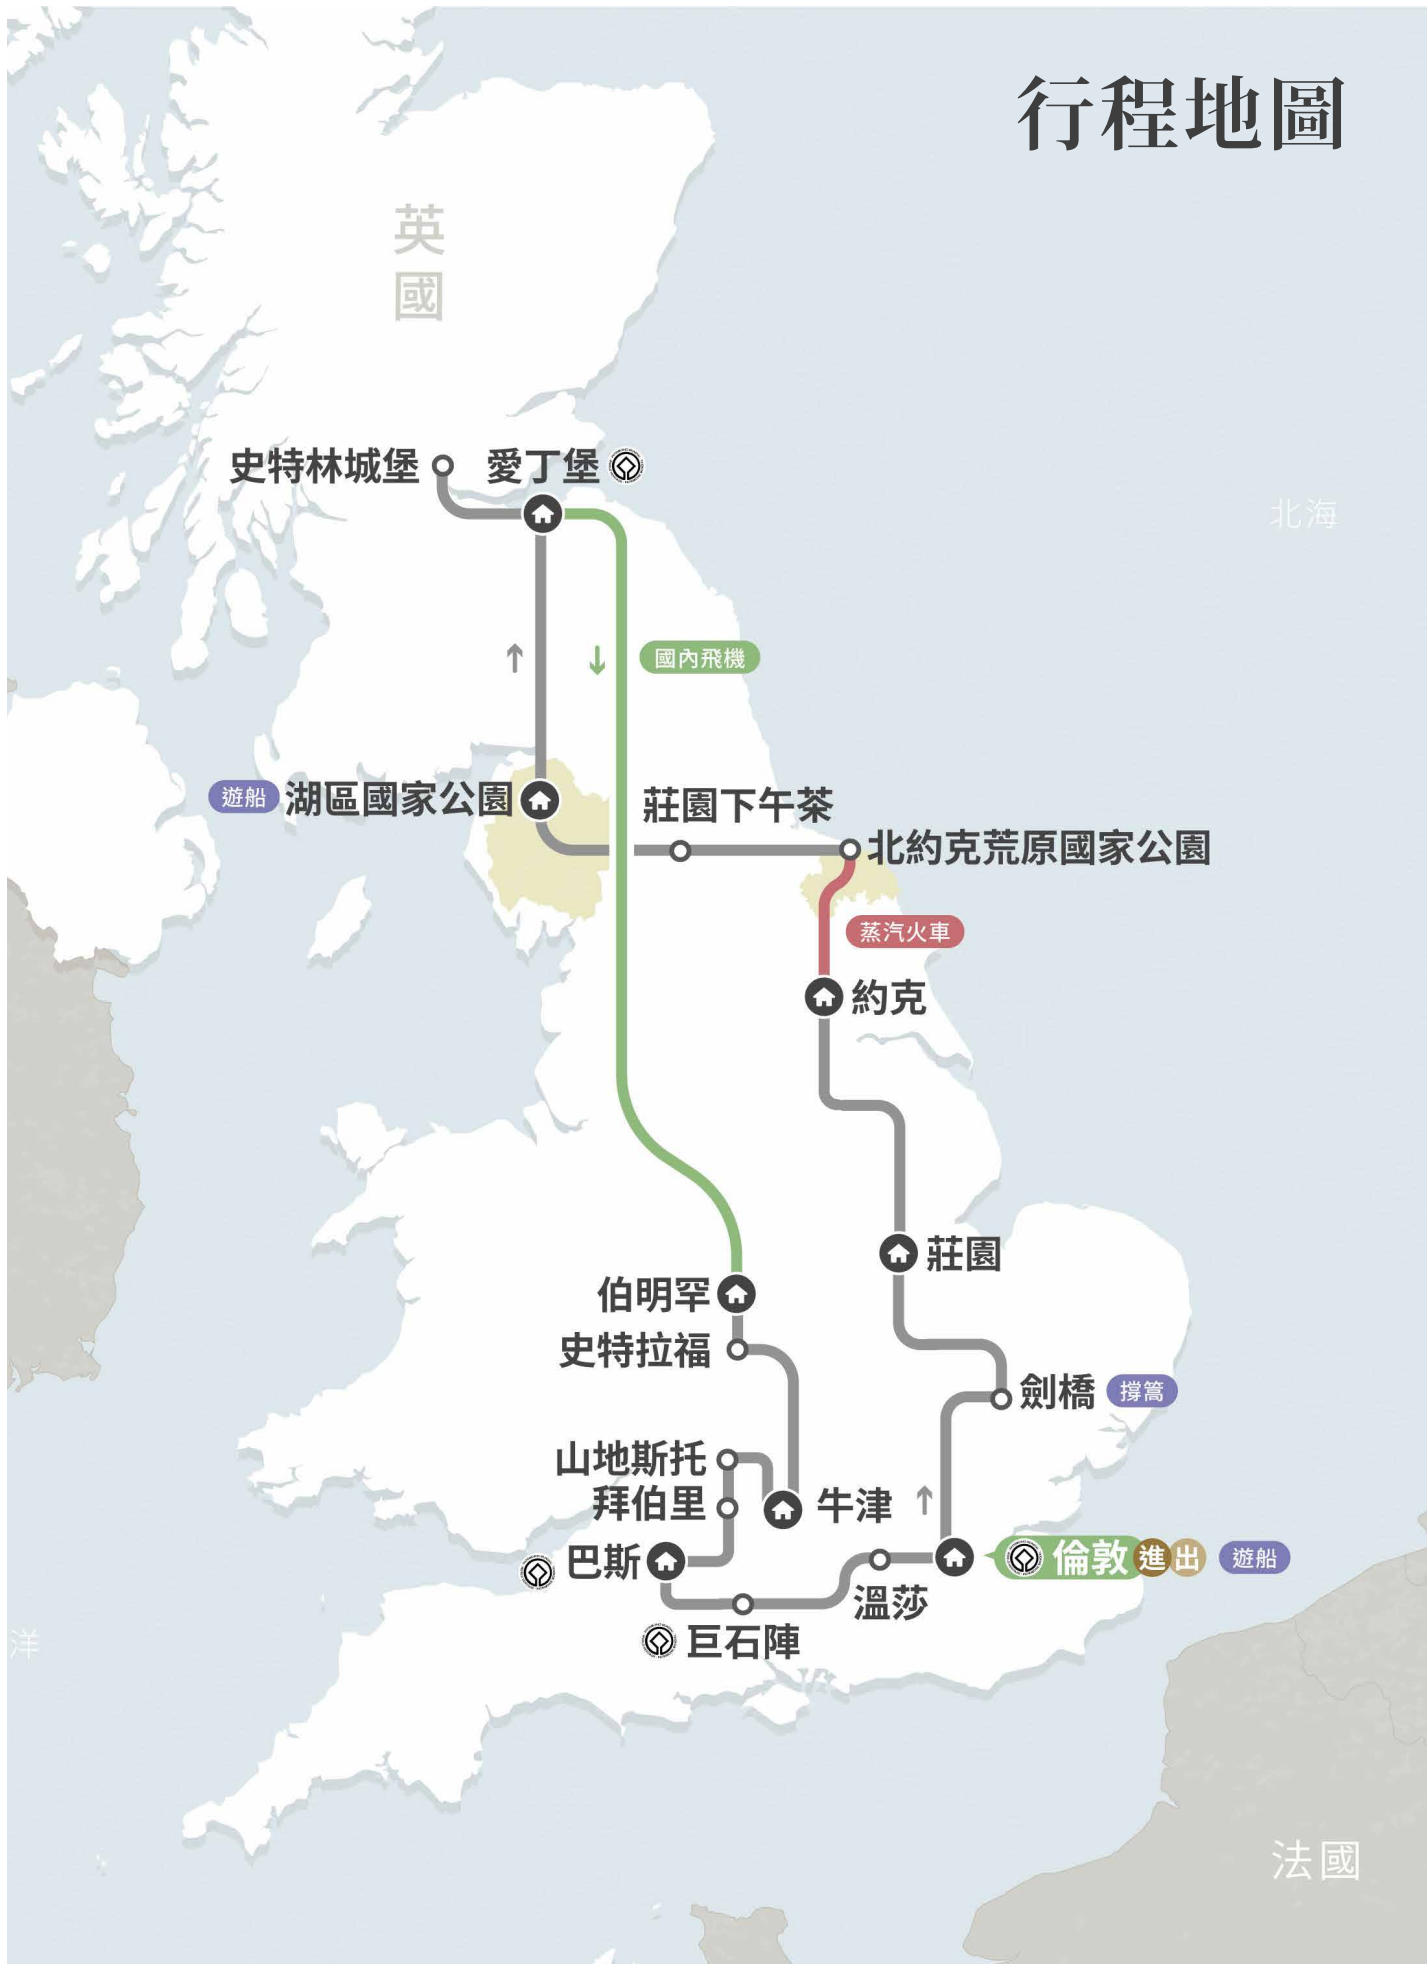 行程地圖
英
國
史特林城堡
愛丁堡
北海
國內飛機
遊船
湖區國家公園
莊園下午茶
北約克荒原國家公園
蒸汽火車
約克
莊園
伯明罕
史特拉福
劍橋
撐篙
山地斯托
拜伯里
牛津
巴斯
倫敦
進
出
遊船
溫莎
巨石陣
洋
法國